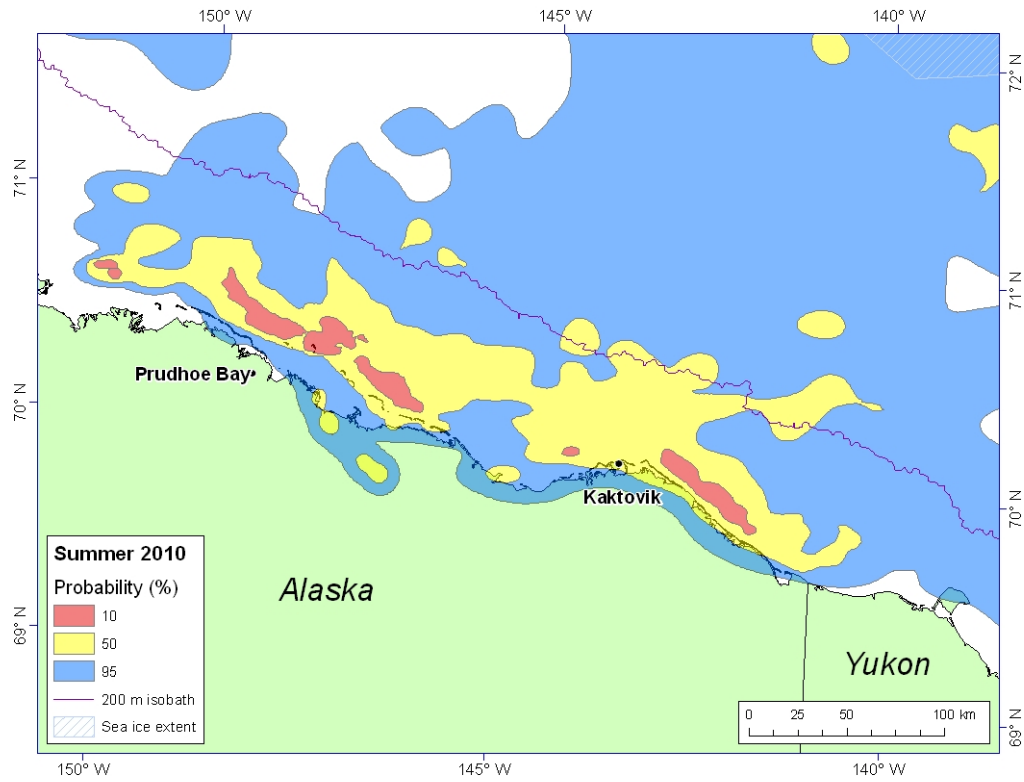 150° W 145° W 140° W
72° N
71° N
71° N
70° N
70° N
69° N
69° N
Prudhoe Bay
Kaktovik
Alaska
Yukon
Summer 2010
Probability (%)
10
50
95
200 m isobath
Sea ice extent
0 25 50 100 km
150° W 145° W 140° W